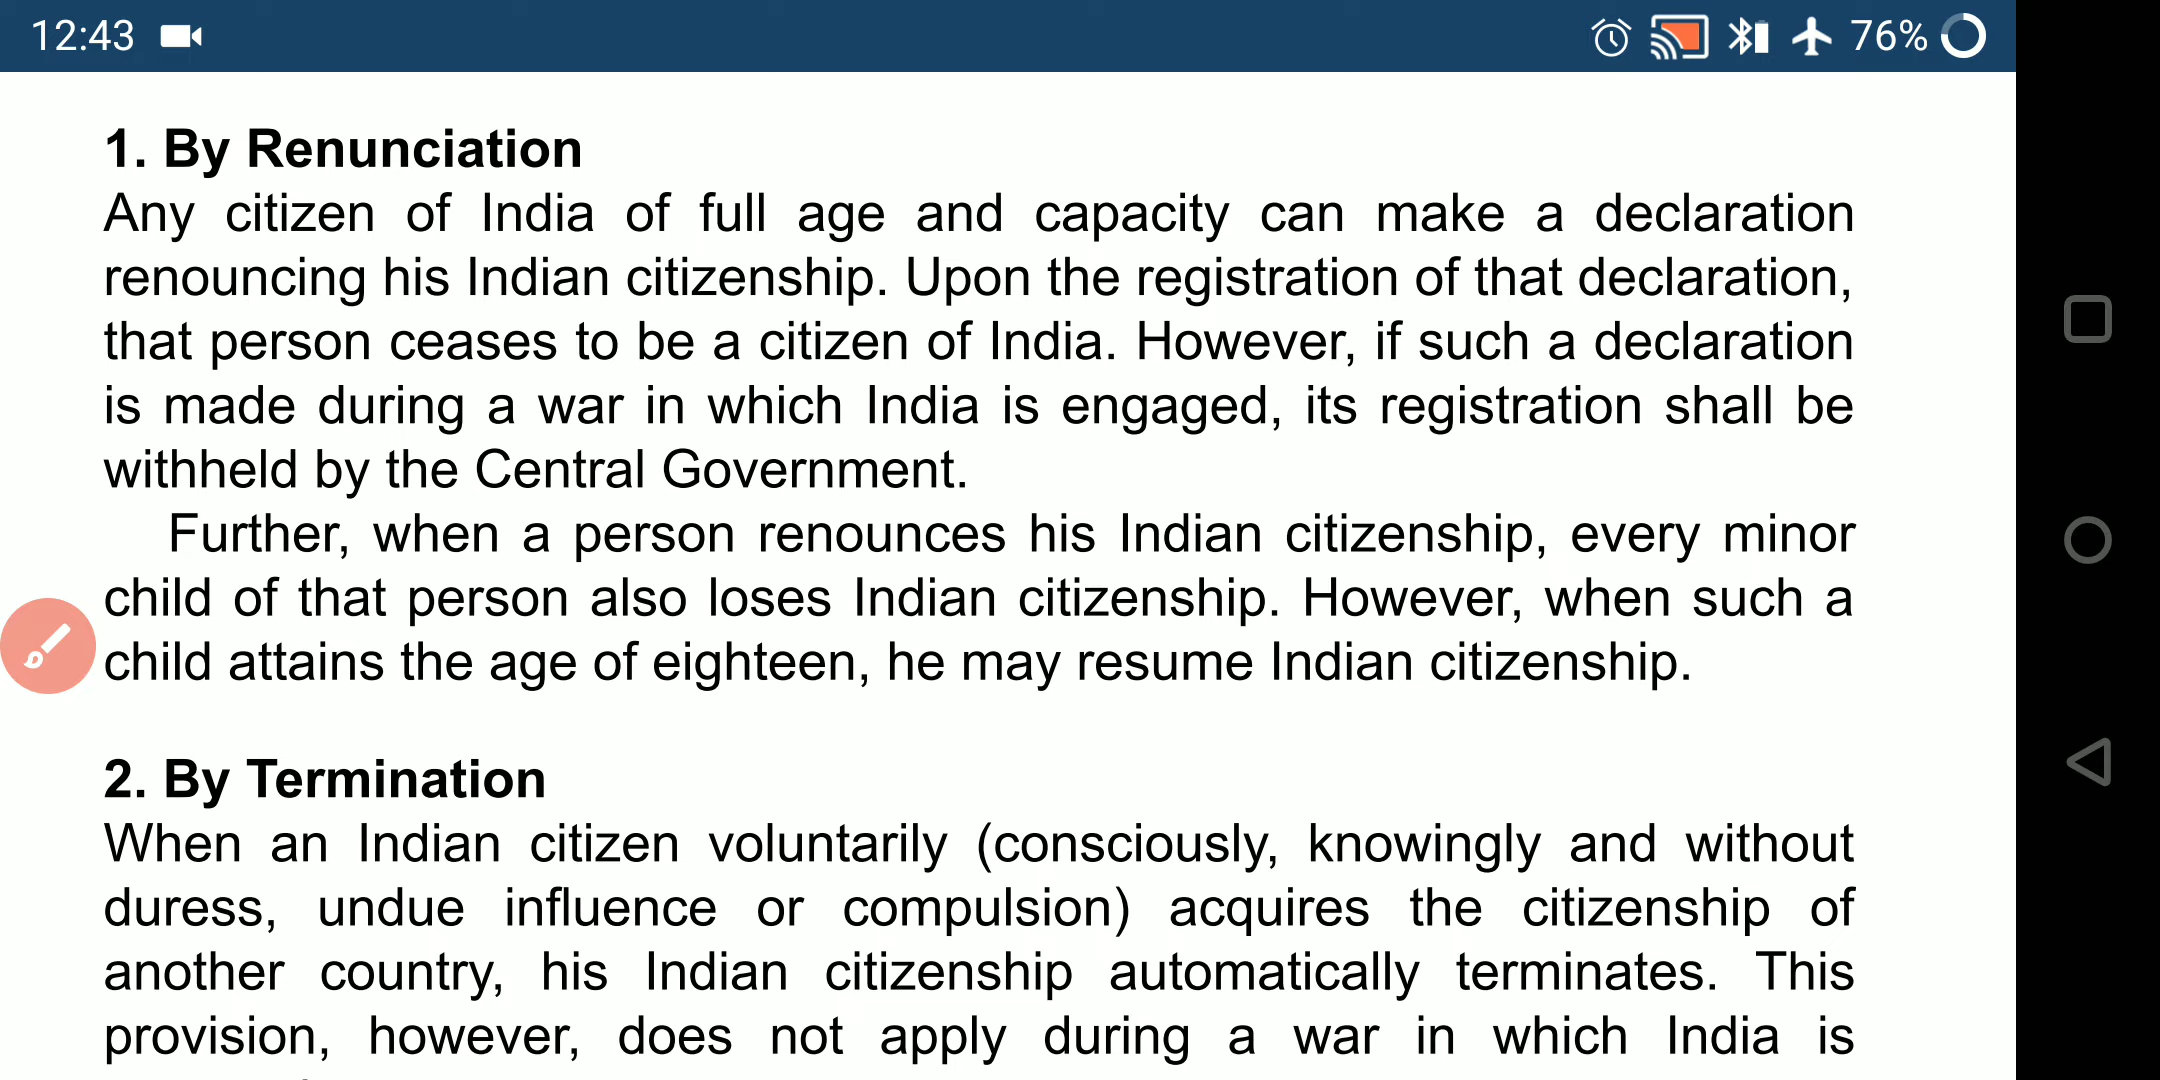 12:43
76%
1. By Renunciation
Any citizen of India of full age and capacity can make a declaration
renouncing his Indian citizenship. Upon the registration of that declaration,
that person ceases to be a citizen of India. However, if such a declaration
is made during a war in which India is engaged, its registration shall be
withheld by the Central Government.
Further, when a person renounces his Indian citizenship, every minor
child of that person also loses Indian citizenship. However, when such a
child attains the age of eighteen, he may resume Indian citizenship.
2. By Termination
When an Indian citizen voluntarily (consciously, knowingly and without
duress, undue influence or compulsion) acquires the citizenship of
another country, his Indian citizenship automatically terminates. This
provision, however, does not apply during a war in which India is